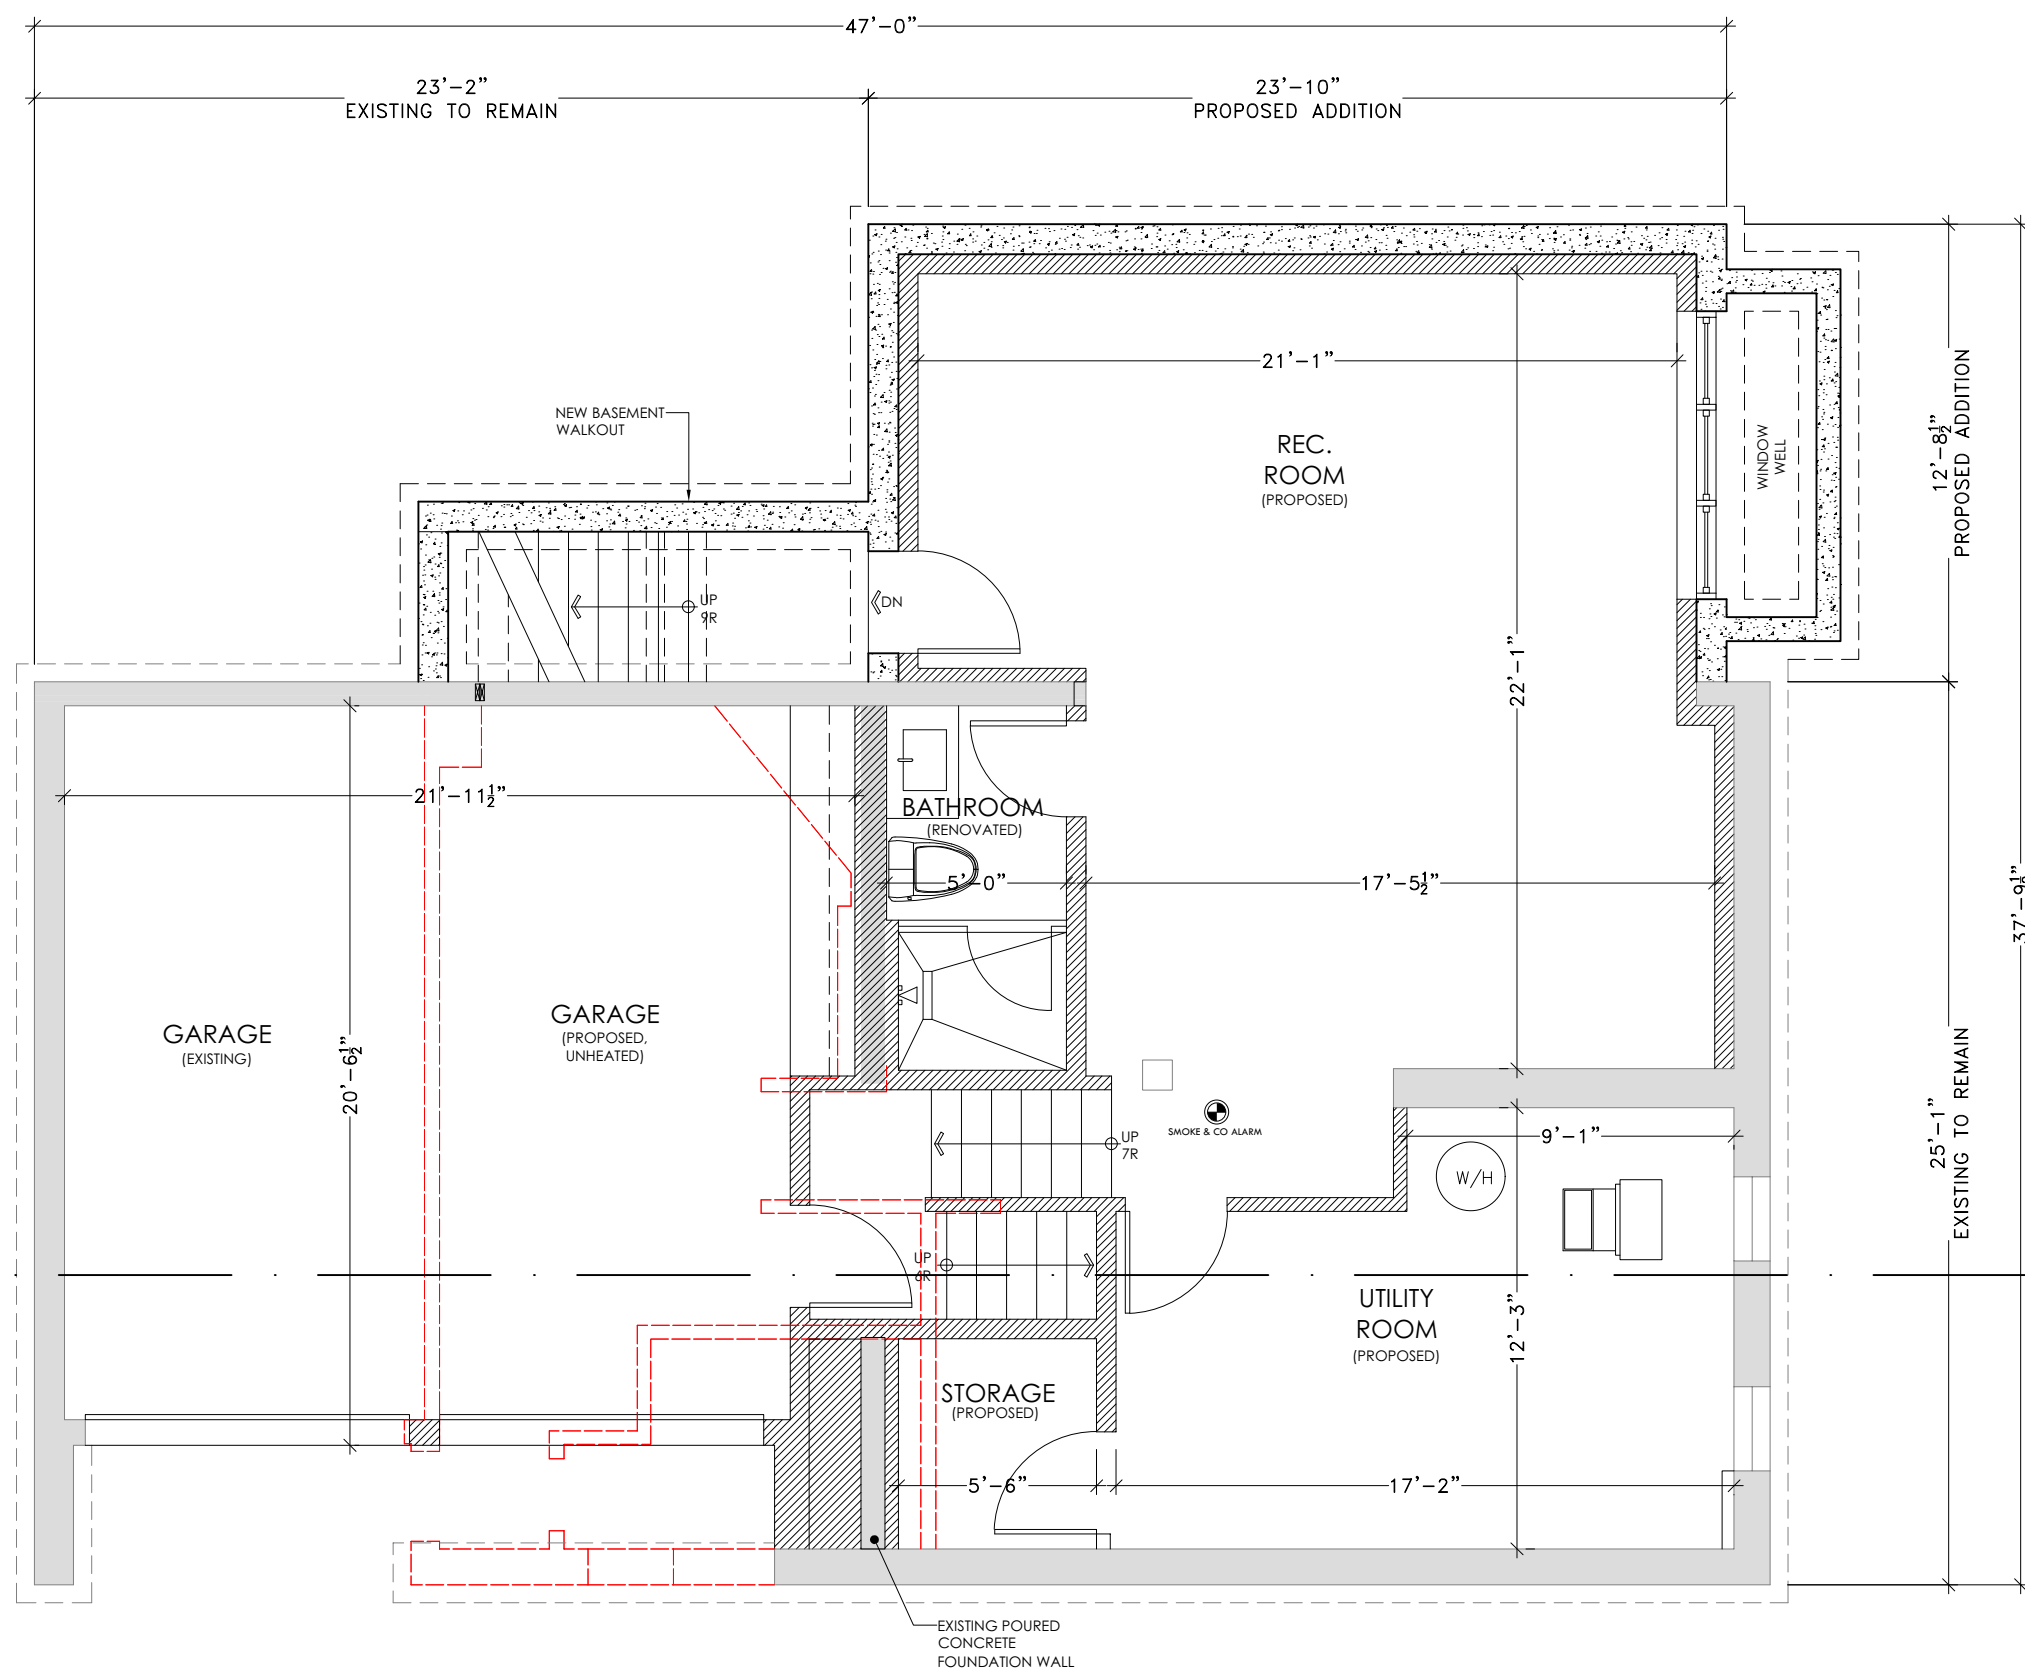 47'-0"
23'-2"
EXISTING TO REMAIN
23'-10"
PROPOSED ADDITION
21'-1"
NEW BASEMENT
WALKOUT
REC.
ROOM
(PROPOSED)
WINDOW
WELL
12'-8½"
PROPOSED ADDITION
UP
9R
DN
22'-1"
21'-11½"
BATHROOM
(RENOVATED)
5'-0"
17'-5½"
37'-9½"
GARAGE
(EXISTING)
20'-6½"
GARAGE
(PROPOSED,
UNHEATED)
SMOKE & CO ALARM
UP
7R
9'-1"
W/H
25'-1"
EXISTING TO REMAIN
UP
6R
UTILITY
ROOM
(PROPOSED)
12'-3"
STORAGE
(PROPOSED)
5'-6"
17'-2"
EXISTING POURED
CONCRETE
FOUNDATION WALL